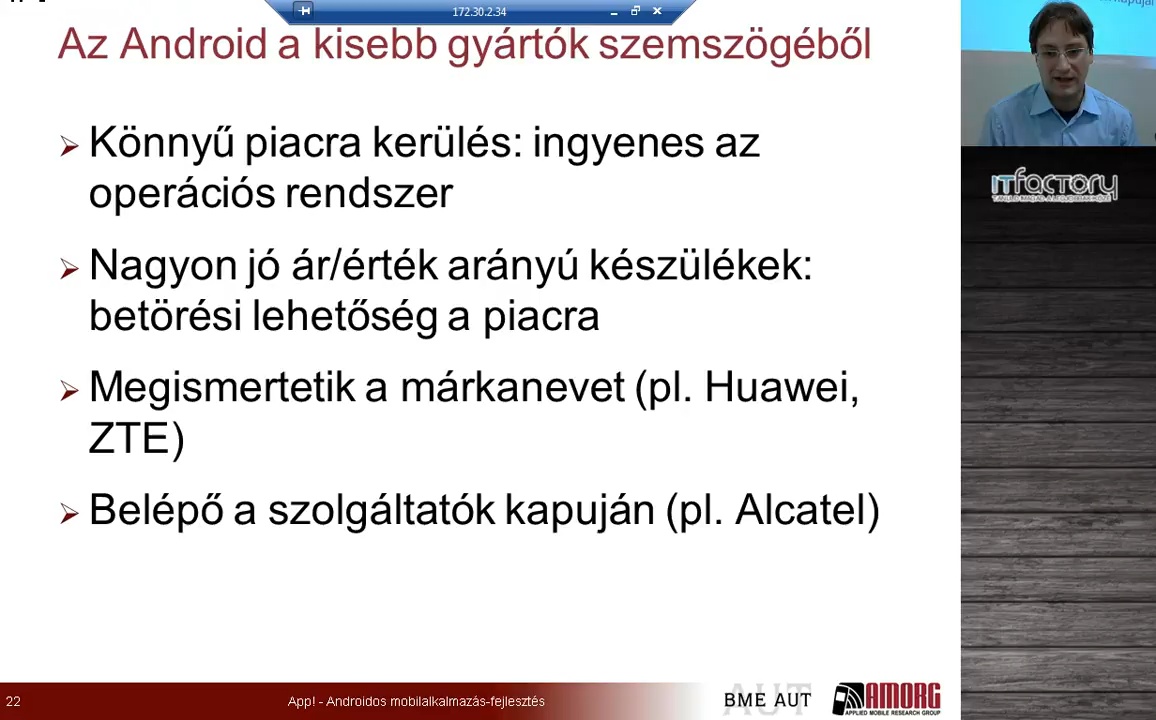 172.30.2.34
Az Android a kisebb gyártók szemszögéből
Könnyű piacra kerülés: ingyenes az
operációs rendszer
Nagyon jó ár/érték arányú készülékek:
betörési lehetőség a piacra
Megismertetik a márkanevet (pl. Huawei,
ZTE)
Belépő a szolgáltatók kapuján (pl. Alcatel)
itfactory
22
App! - Androidos mobilalkalmazás-fejlesztés
BME AUT
AMORG
APPLIED MOBILE RESEARCH GROUP